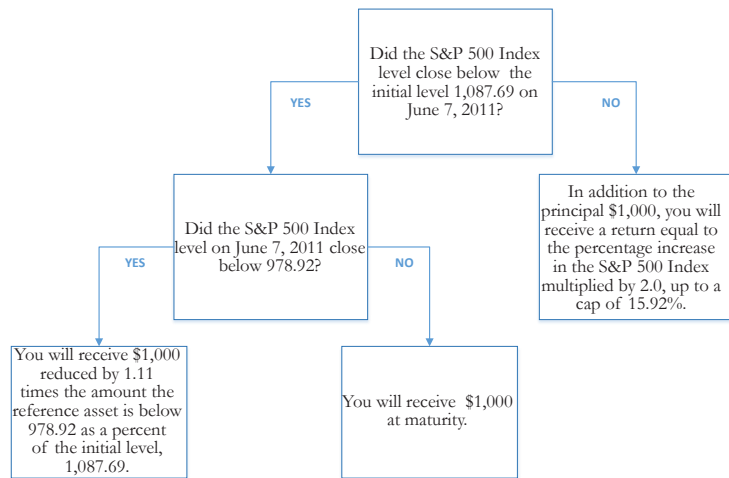 Did the S&P 500 Index
level close below the
initial level 1,087.69 on
June 7, 2011?
YES
NO
Did the S&P 500 Index
level on June 7, 2011 close
below 978.92?
In addition to the
principal $1,000, you will
receive a return equal to
the percentage increase
in the S&P 500 Index
multiplied by 2.0, up to a
cap of 15.92%.
YES
NO
You will receive $1,000
reduced by 1.11
times the amount the
reference asset is below
978.92 as a percent
of the initial level,
1,087.69.
You will receive $1,000
at maturity.